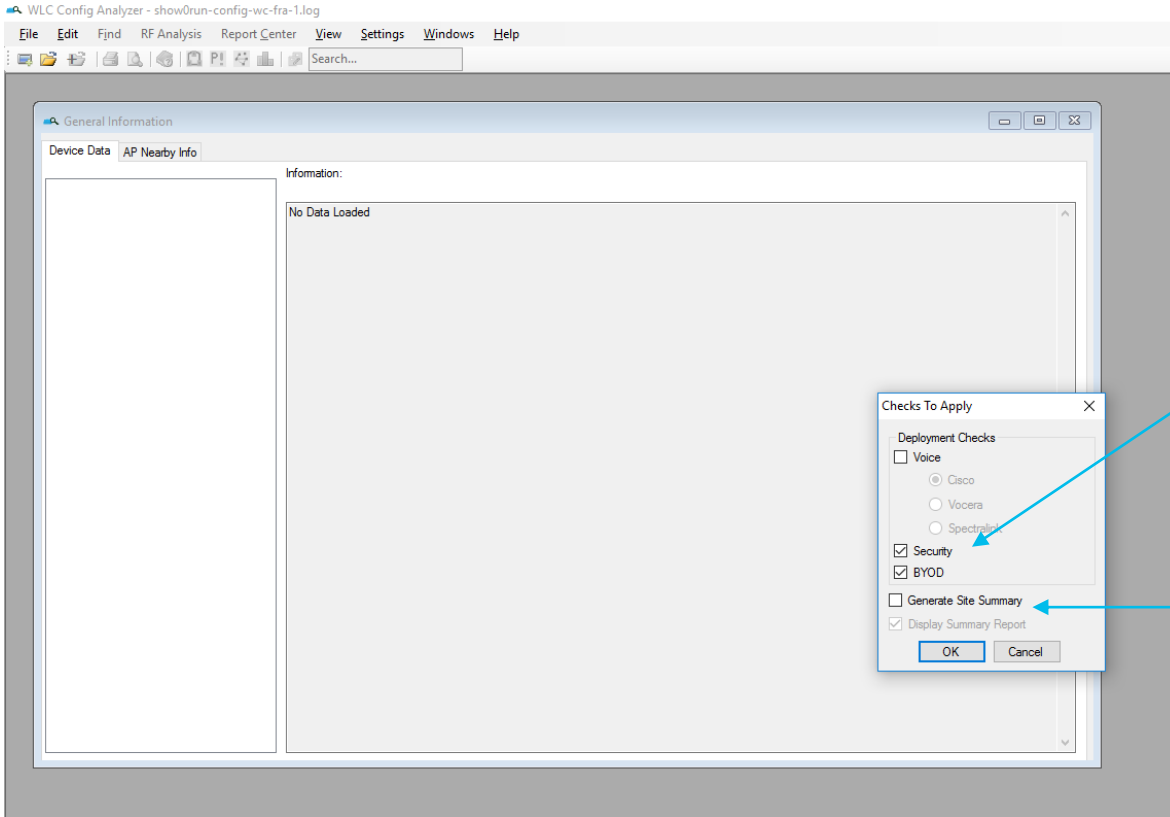 WLC Config Analyzer - show0run-config-wc-fra-1.log
File Edit Find RF Analysis Report Center View Settings Windows Help
P! Search...
General Information
Device Data AP Nearby Info
Information:
No Data Loaded
Checks To Apply
Deployment Checks
Voice
Cisco
Vocera
Spectralink
Security
BYOD
Generate Site Summary
Display Summary Report
OK Cancel